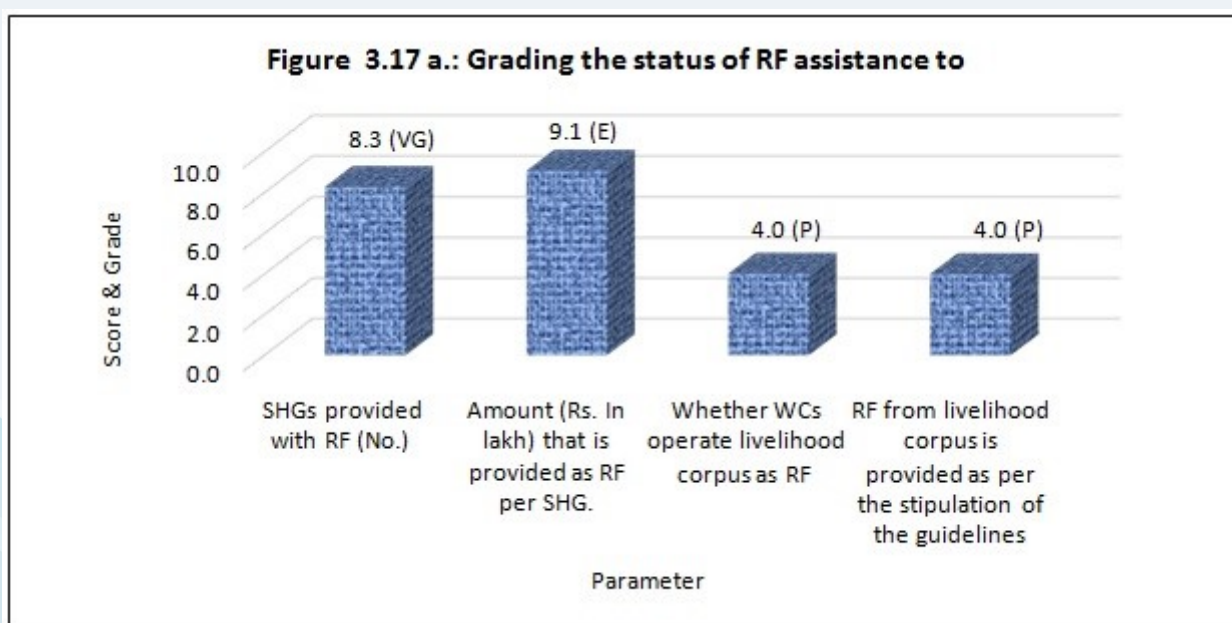 Figure 3.17 a.: Grading the status of RF assistance to
8.3 (VG)
9.1 (E)
4.0 (P)
4.0 (P)
10.0
8.0
6.0
4.0
2.0
0.0
Score & Grade
SHGs provided
with RF (No.)
Amount (Rs. In
lakh) that is
provided as RF
per SHG.
Whether WCs
operate livelihood
corpus as RF
RF from livelihood
corpus is
provided as per
the stipulation of
the guidelines
Parameter